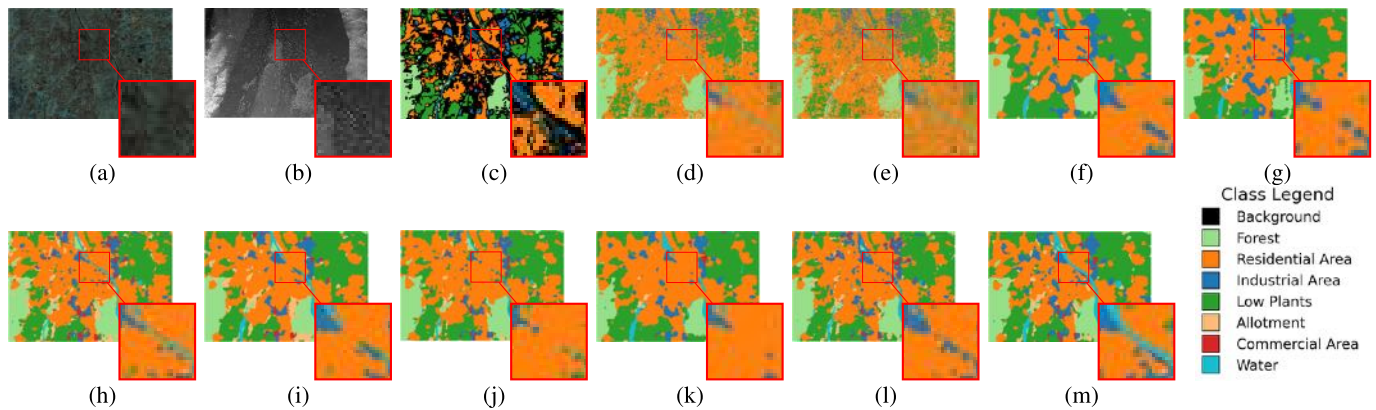 (a) (b) (c) (d) (e) (f) (g)
Class Legend
Background
Forest
Residential Area
Industrial Area
Low Plants
Allotment
Commercial Area
Water
(h) (i) (j) (k) (l) (m)